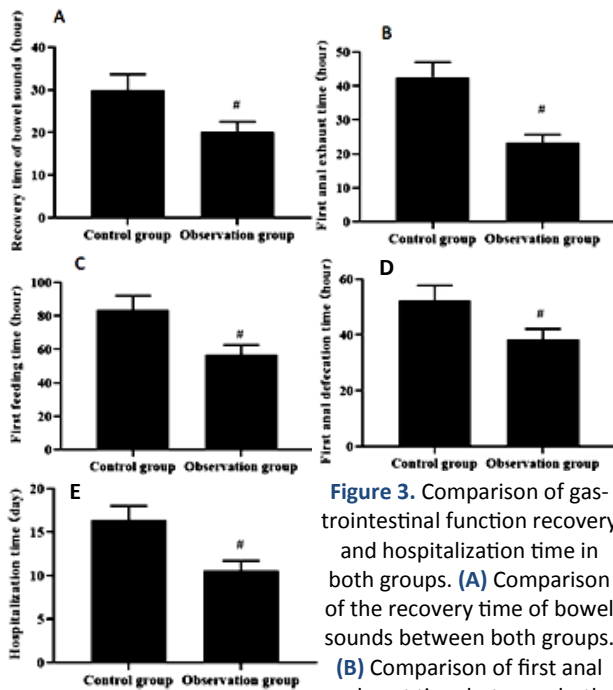 A
Recovery time of bowel sounds (hour)
40
30
20
10
0
#
Control group Observation group
B
First anal exhaust time (hour)
50
40
30
20
10
0
#
Control group Observation group
C
First feeding time (hour)
100
80
60
40
20
0
#
Control group Observation group
D
First anal defecation time (hour)
60
40
20
0
#
Control group Observation group
E
Hospitalization time (day)
20
15
10
5
0
#
Control group Observation group
Figure 3. Comparison of gas-
trointestinal function recovery
and hospitalization time in
both groups. (A) Comparison
of the recovery time of bowel
sounds between both groups.
(B) Comparison of first anal